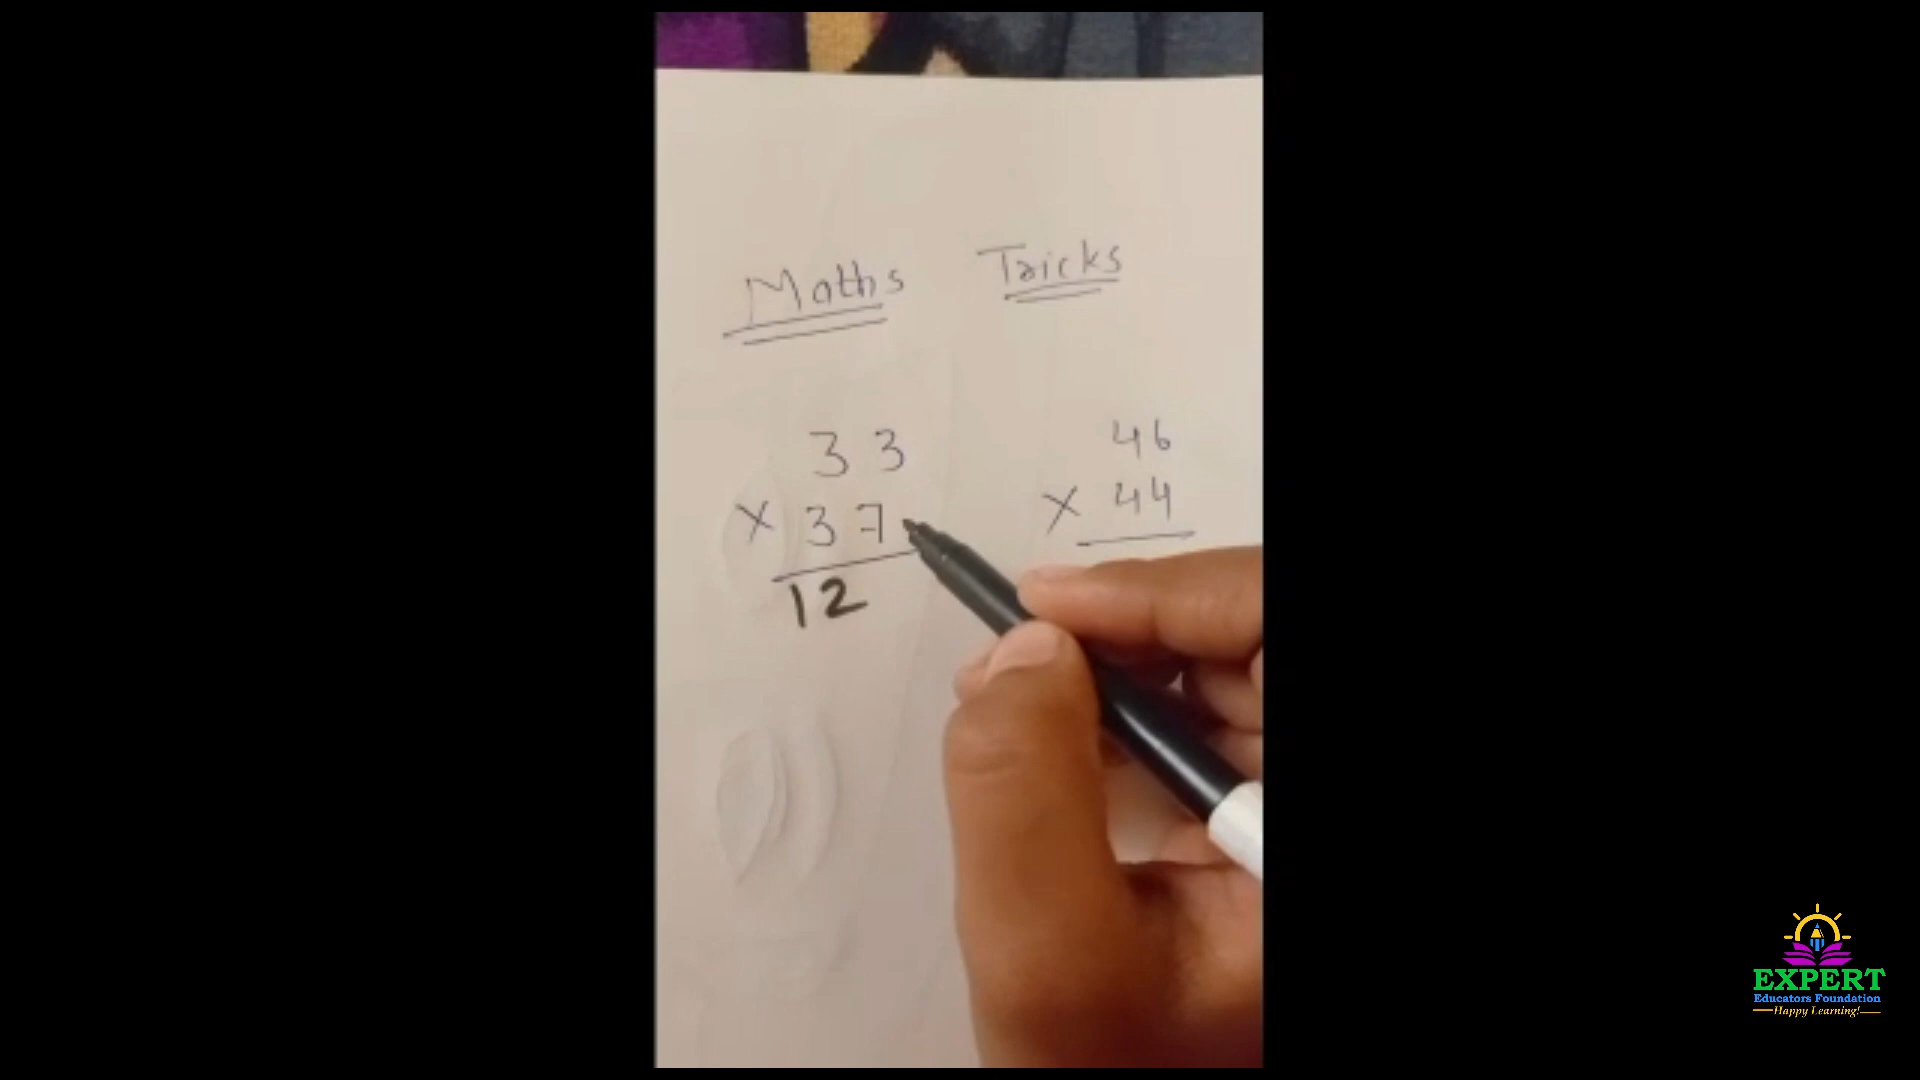 Maths Tricks
33
× 37
12
46
× 44
EXPERT
Educators Foundation
Happy Learning!